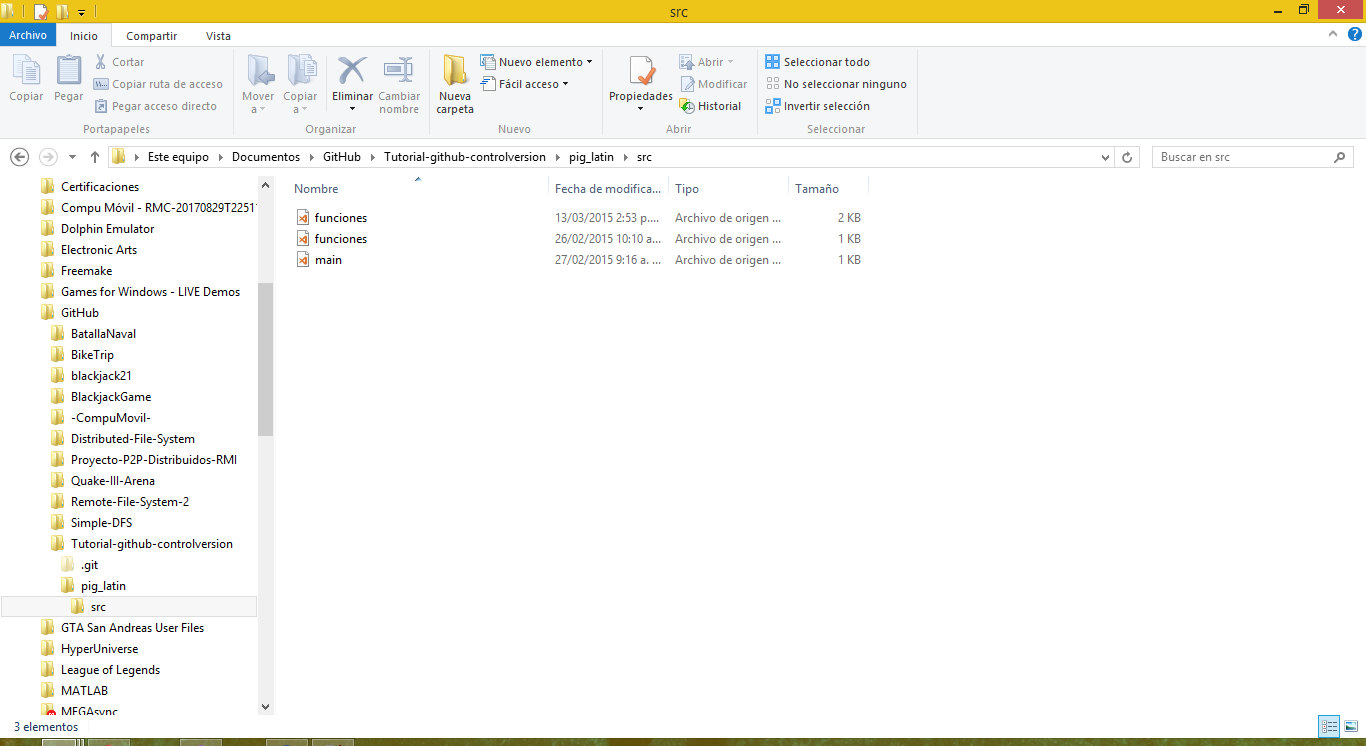 src
Archivo Inicio Compartir Vista
Copiar
Pegar
Cortar
Copiar ruta de acceso
Pegar acceso directo
Portapapeles
Mover a
Copiar a
Eliminar
Cambiar nombre
Organizar
Nueva carpeta
Nuevo elemento
Fácil acceso
Nuevo
Propiedades
Abrir
Modificar
Historial
Abrir
Seleccionar todo
No seleccionar ninguno
Invertir selección
Seleccionar
Este equipo Documentos GitHub Tutorial-github-controlversion pig_latin src
Buscar en src
Certificaciones
Compu Móvil - RMC-20170829T2251
Dolphin Emulator
Electronic Arts
Freemake
Games for Windows - LIVE Demos
GitHub
BatallaNaval
BikeTrip
blackjack21
BlackjackGame
-CompuMovil-
Distributed-File-System
Proyecto-P2P-Distribuidos-RMI
Quake-III-Arena
Remote-File-System-2
Simple-DFS
Tutorial-github-controlversion
.git
pig_latin
src
GTA San Andreas User Files
HyperUniverse
League of Legends
MATLAB
MEGAsync
Nombre Fecha de modifica... Tipo Tamaño
funciones 13/03/2015 2:53 p.... Archivo de origen ... 2 KB
funciones 26/02/2015 10:10 a... Archivo de origen ... 1 KB
main 27/02/2015 9:16 a. ... Archivo de origen ... 1 KB
3 elementos